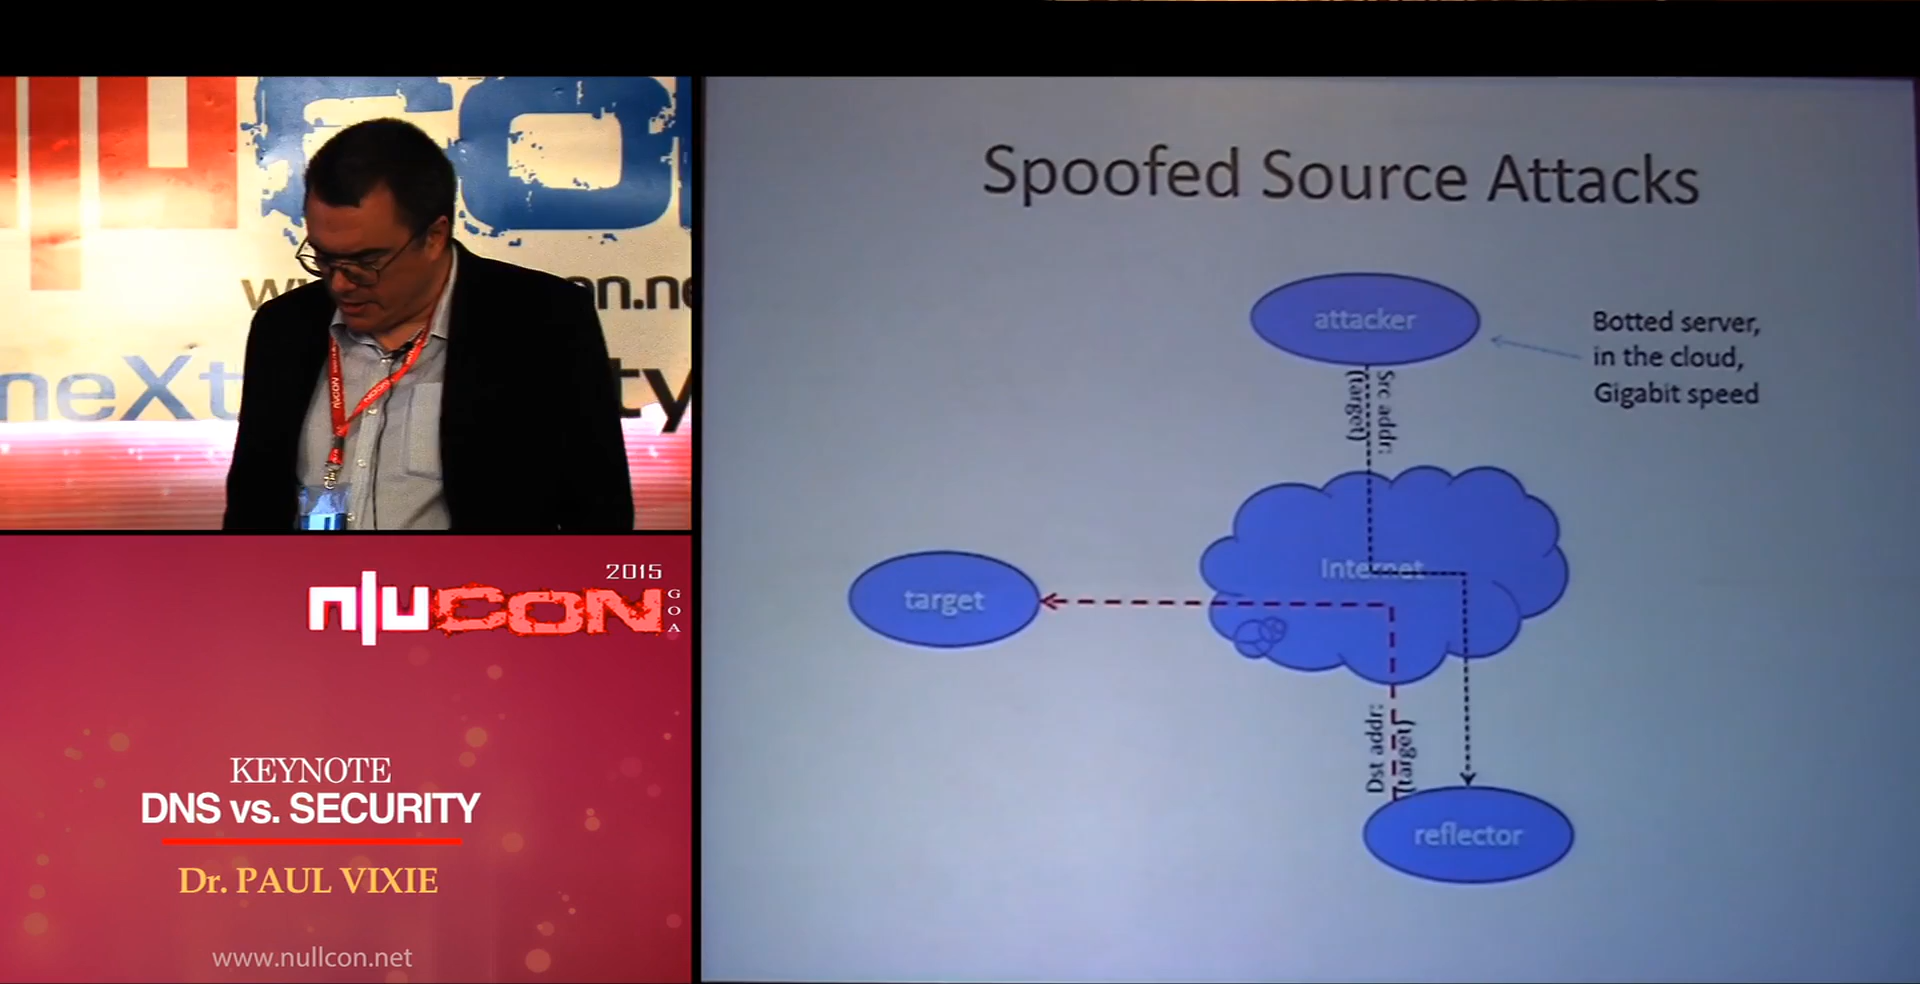 neXt
2015
n|u CON
GOA
KEYNOTE
DNS vs. SECURITY
Dr. PAUL VIXIE
www.nullcon.net
Spoofed Source Attacks
attacker
Botted server,
in the cloud,
Gigabit speed
Src addr:
(target)
Internet
target
Dst addr:
(target)
reflector